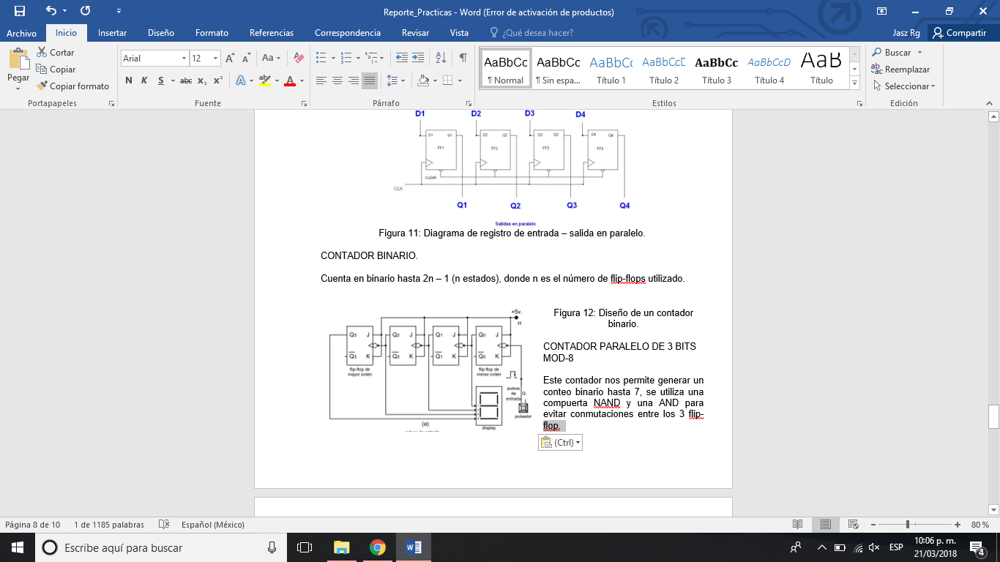 Reporte_Practicas - Word (Error de activación de productos)
Archivo Inicio Insertar Diseño Formato Referencias Correspondencia Revisar Vista ¿Qué desea hacer? Jasz Rg Compartir
Pegar
Cortar
Copiar
Copiar formato
Portapapeles
Arial 12
N K S abc x₂ x²
Fuente
Párrafo
AaBbCc AaBbCc AaBbCc AaBbCcD AaBbCc AaBbCcD AaB
¶ Normal ¶ Sin espa... Título 1 Título 2 Título 3 Título 4 Título
Estilos
Buscar
Reemplazar
Seleccionar
Edición
D1 D2 D3 D4
D1 Q1 D2 Q2 D3 Q3 D4 Q4
FF1 FF2 FF3 FF4
CLEAR
CLK
Q1 Q2 Q3 Q4
Salidas en paralelo
Figura 11: Diagrama de registro de entrada – salida en paralelo.
CONTADOR BINARIO.
Cuenta en binario hasta 2n – 1 (n estados), donde n es el número de flip-flops utilizado.
+5v.
H
Q3 J Q2 J Q1 J Q0 J
Q3 K Q2 K Q1 K Q0 K
flip-flop de mayor orden
flip-flop de menor orden
pulsos de entrada
Q
pulsador
display
(a)
Figura 12: Diseño de un contador
binario.
CONTADOR PARALELO DE 3 BITS
MOD-8
Este contador nos permite generar un
conteo binario hasta 7, se utiliza una
compuerta NAND y una AND para
evitar conmutaciones entre los 3 flip-
flop.
(Ctrl)
Página 8 de 10 1 de 1185 palabras Español (México) 80 %
Escribe aquí para buscar
ESP
10:06 p. m.
21/03/2018
4